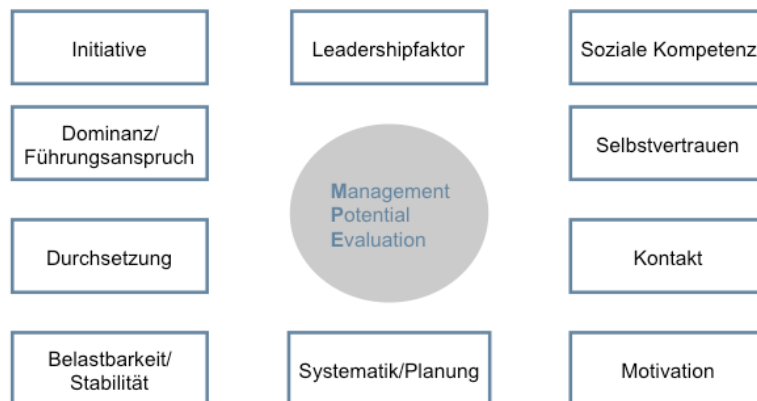 Initiative
Leadershipfaktor
Soziale Kompetenz
Dominanz/
Führungsanspruch
Selbstvertrauen
Management
Potential
Evaluation
Durchsetzung
Kontakt
Belastbarkeit/
Stabilität
Systematik/Planung
Motivation